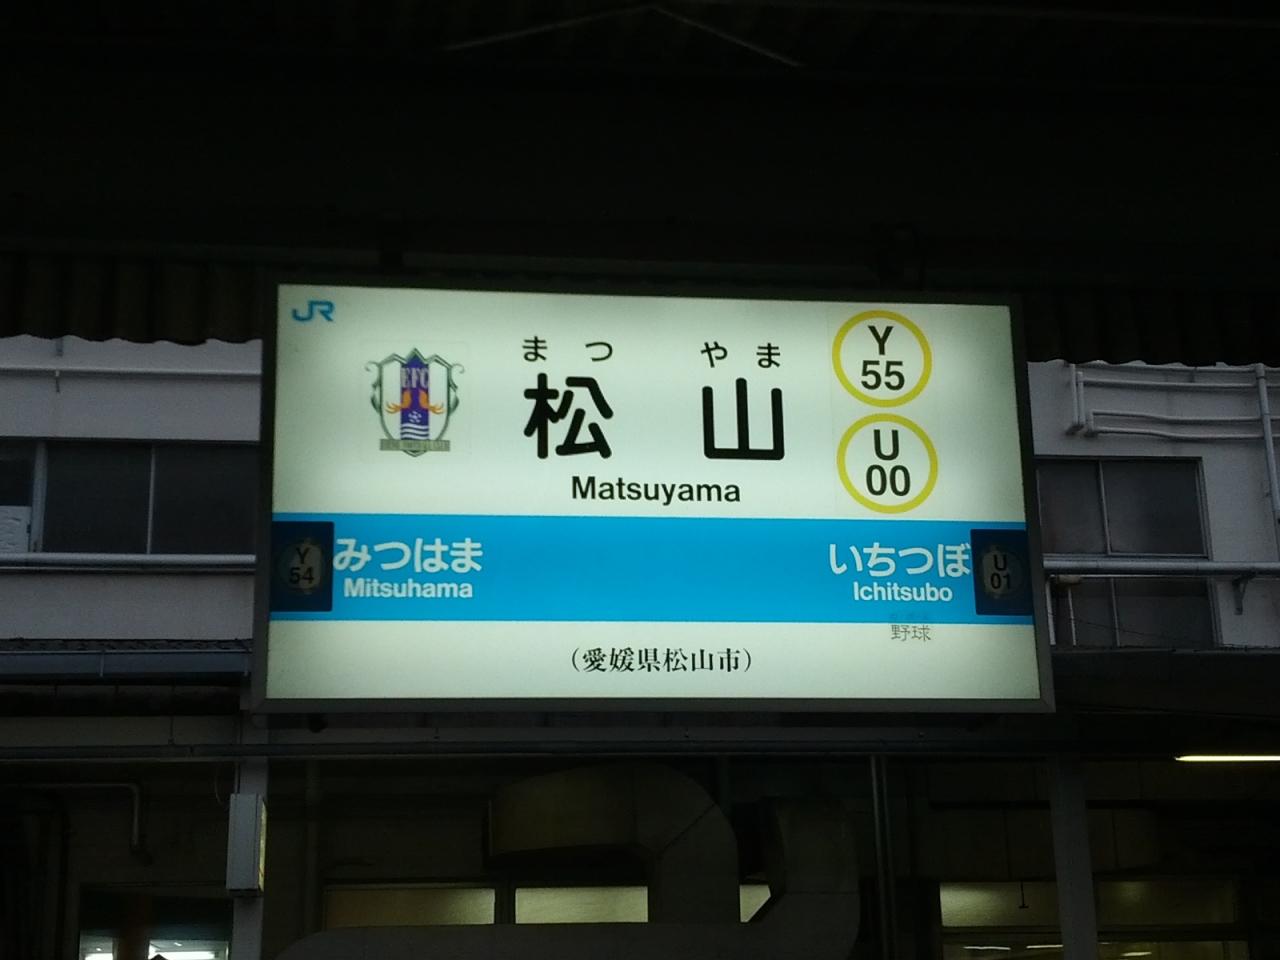 JR
EFC
まつやま
松山
Matsuyama
Y
55
U
00
Y
54
みつはま
Mitsuhama
いちつぼ
Ichitsubo
U
01
野球
（愛媛県松山市）